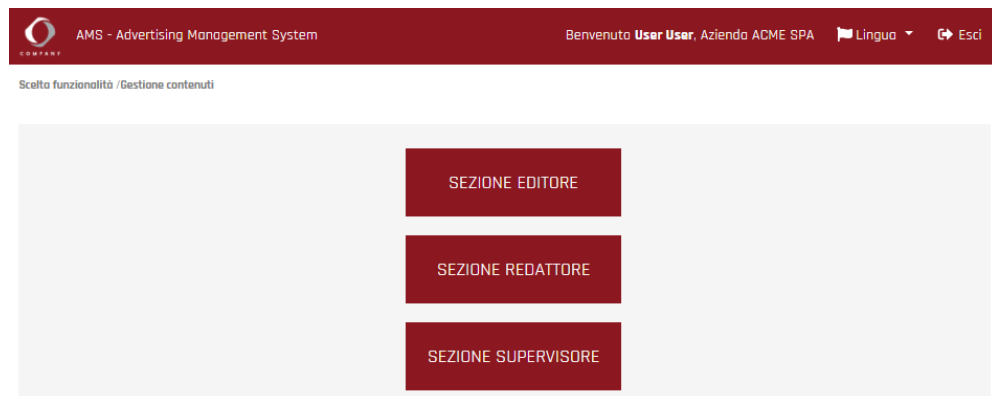 COMPANY
AMS - Advertising Management System
Benvenuto User User, Azienda ACME SPA
Lingua
Esci
Scelta funzionalità /Gestione contenuti
SEZIONE EDITORE
SEZIONE REDATTORE
SEZIONE SUPERVISORE